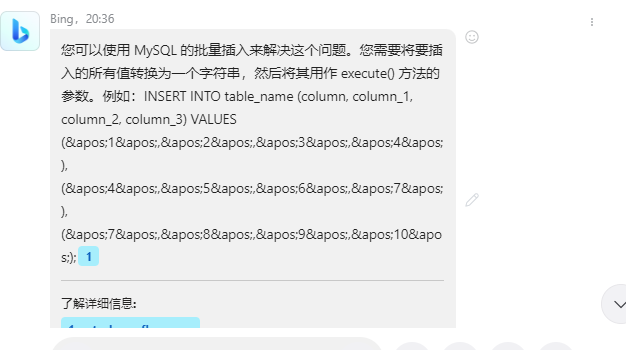 Bing，20:36
您可以使用 MySQL 的批量插入来解决这个问题。您需要将要插
入的所有值转换为一个字符串，然后将其用作 execute() 方法的
参数。例如：INSERT INTO table_name (column, column_1,
column_2, column_3) VALUES
(&apos;1&apos;,&apos;2&apos;,&apos;3&apos;,&apos;4&apos;
),
(&apos;4&apos;,&apos;5&apos;,&apos;6&apos;,&apos;7&apos;
),
(&apos;7&apos;,&apos;8&apos;,&apos;9&apos;,&apos;10&apo
s;); 1
了解详细信息: